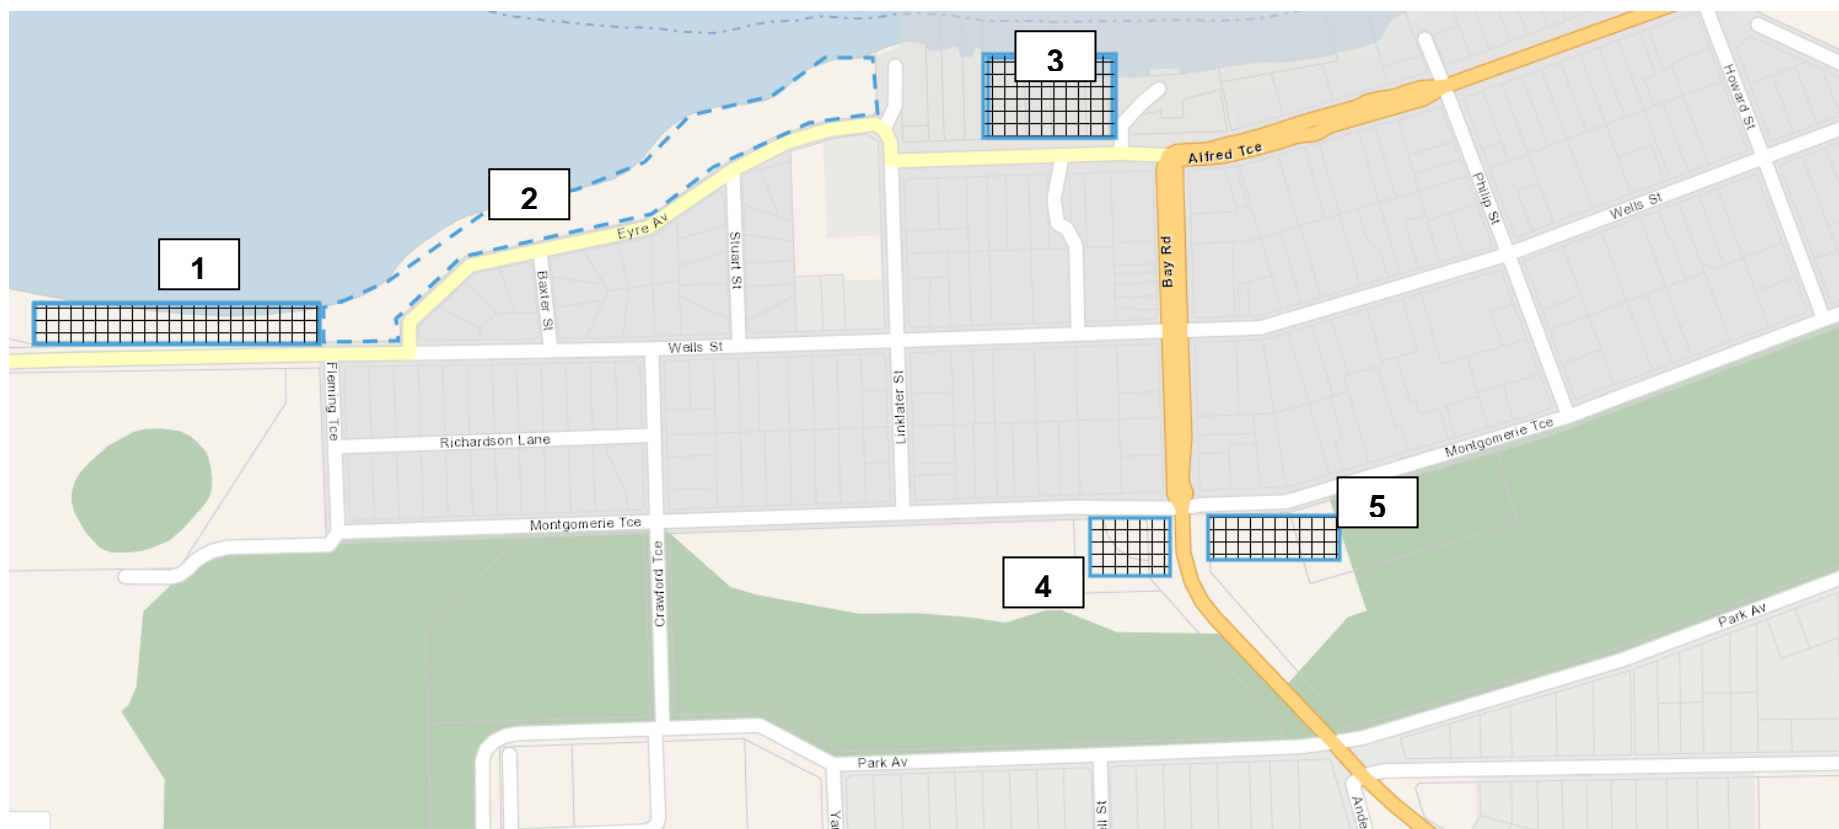 3
Howard St
Alfred Tce
Philip St
2
Wells St
Eyre Av
Stuart St
Bay Rd
1
Baxter St
Wells St
Fleming Tce
Linklater St
Richardson Lane
Montgomerie Tce
5
Montgomerie Tce
4
Crawford Tce
Park Av
Park Av